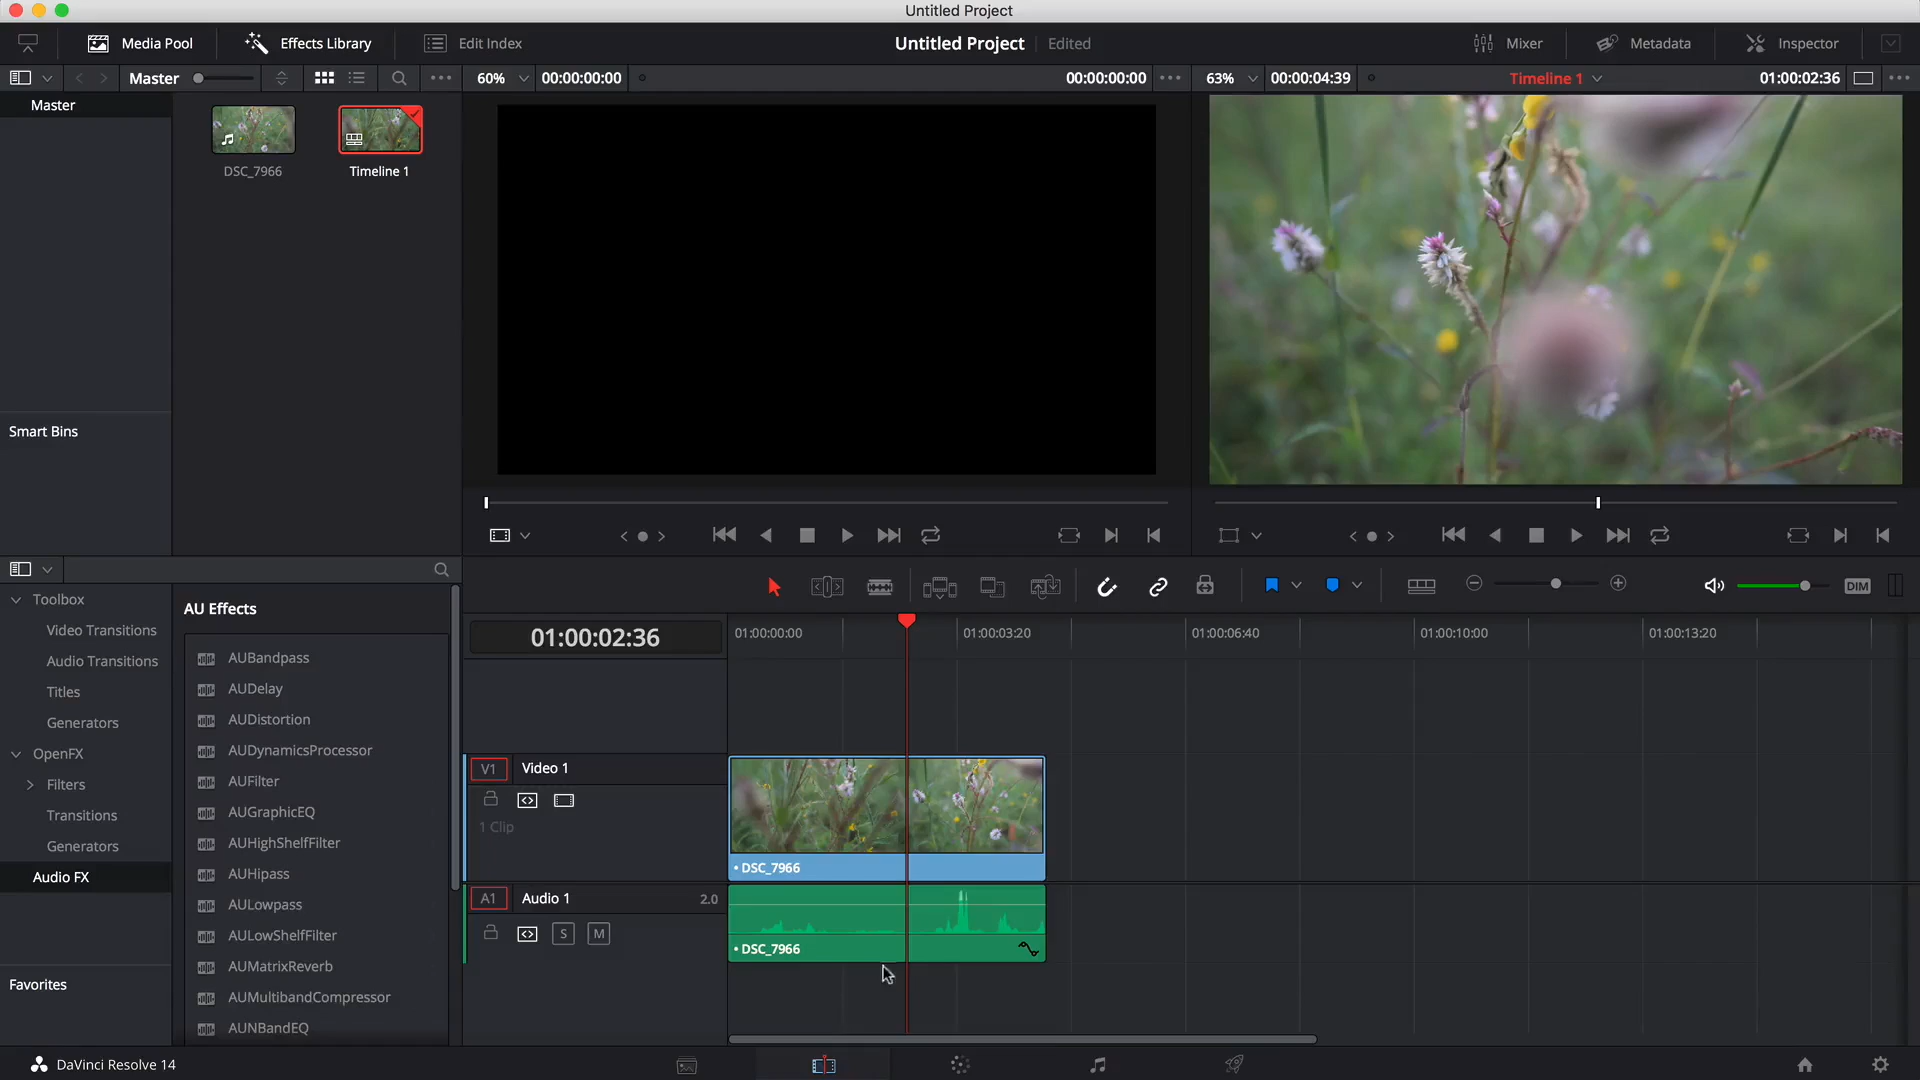 Untitled Project
Media Pool
Effects Library
Edit Index
Untitled Project
Edited
Mixer
Metadata
Inspector
Master
60%
00:00:00:00
00:00:00:00
63%
00:00:04:39
Timeline 1
01:00:02:36
Master
DSC_7966
Timeline 1
Smart Bins
Toolbox
Video Transitions
Audio Transitions
Titles
Generators
OpenFX
Filters
Transitions
Generators
Audio FX
Favorites
AU Effects
AUBandpass
AUDelay
AUDistortion
AUDynamicsProcessor
AUFilter
AUGraphicEQ
AUHighShelfFilter
AUHipass
AULowpass
AULowShelfFilter
AUMatrixReverb
AUMultibandCompressor
AUNBandEQ
DIM
01:00:02:36
01:00:00:00
01:00:03:20
01:00:06:40
01:00:10:00
01:00:13:20
V1
Video 1
1 Clip
• DSC_7966
A1
Audio 1
2.0
S
M
• DSC_7966
DaVinci Resolve 14